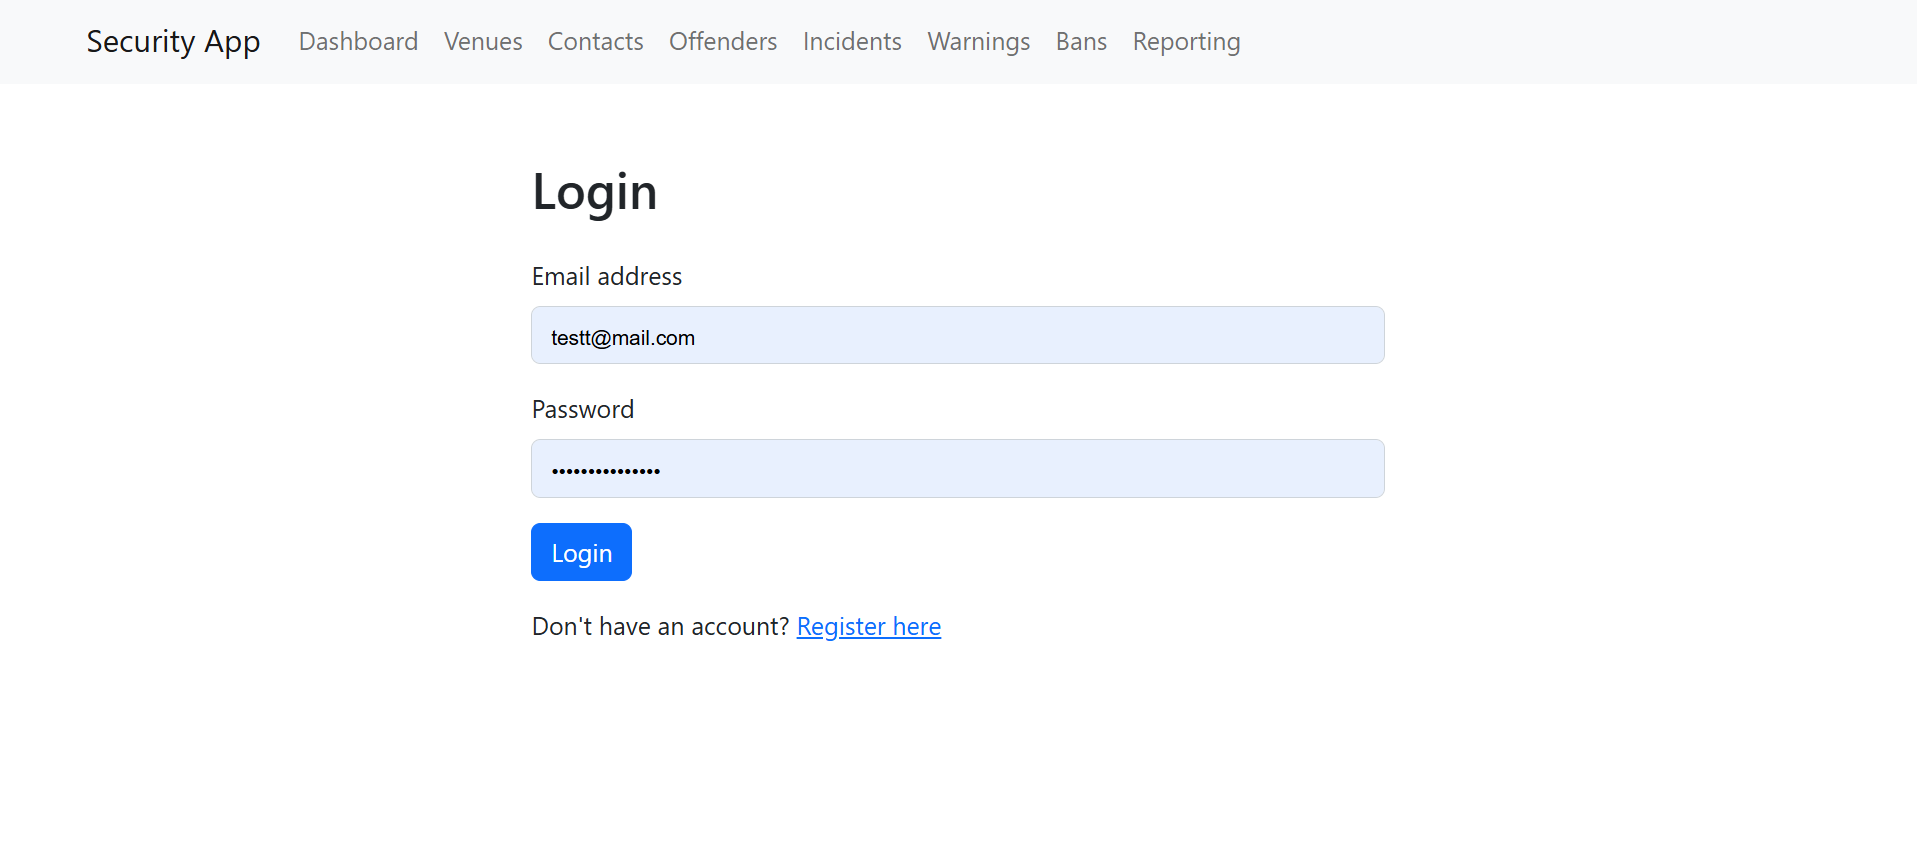 Security App Dashboard Venues Contacts Offenders Incidents Warnings Bans Reporting
Login
Email address
testt@mail.com
Password
•••••••••••••••
Login
Don't have an account? Register here